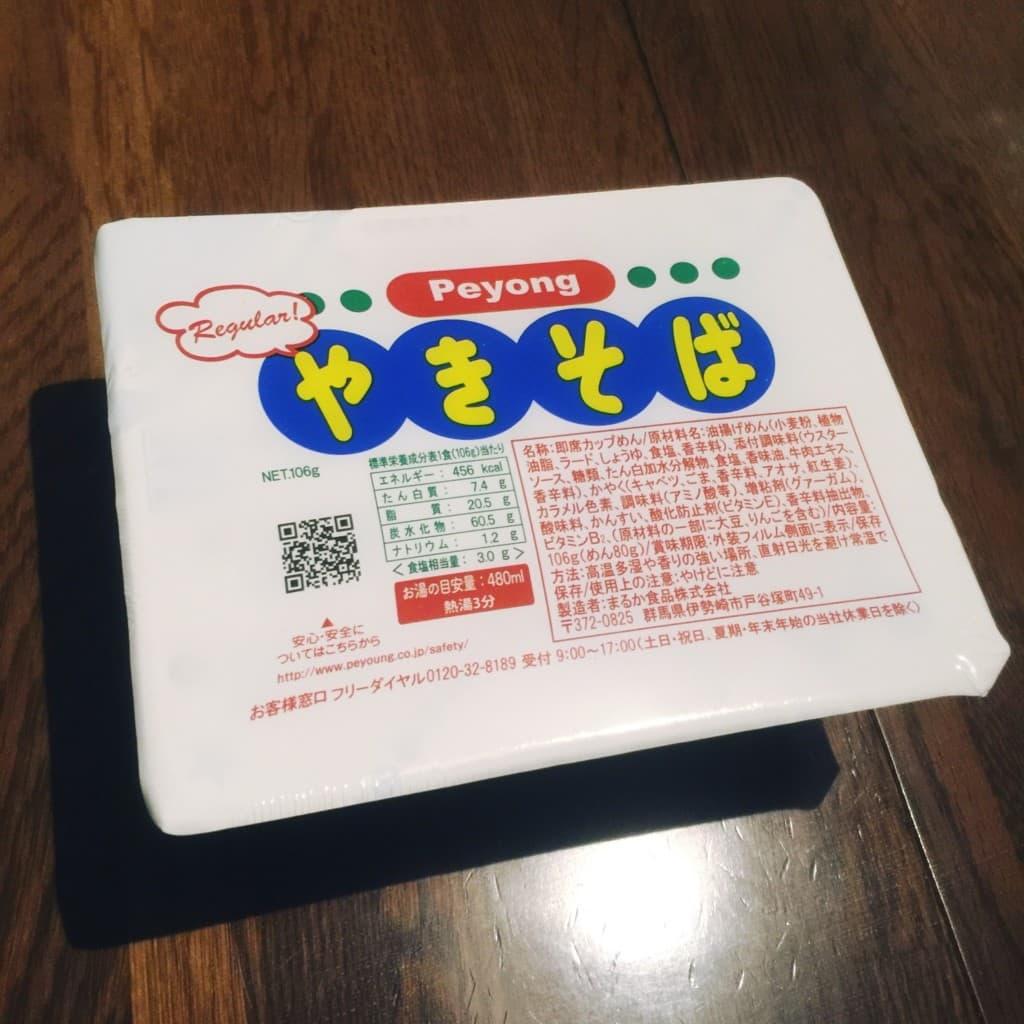 Peyong
Regular!
やきそば
NET.106g
標準栄養成分表1食(106g)当たり
エネルギー: 456 kcal
たん白質: 7.4 g
脂質: 20.5 g
炭水化物: 60.5 g
ナトリウム: 1.2 g
<食塩相当量: 3.0 g>
お湯の目安量:480ml
熱湯3分
名称:即席カップめん/原材料名:油揚げめん(小麦粉、植物
油脂、ラード、しょうゆ、食塩、香辛料)、添付調味料(ウスター
ソース、糖類、たん白加水分解物、食塩、香味油、牛肉エキス、
香辛料)、かやく(キャベツ、ごま、香辛料、アオサ、紅生姜)、
カラメル色素、調味料(アミノ酸等)、増粘剤(グァーガム)、
酸味料、かんすい、酸化防止剤(ビタミンE)、香辛料抽出物、
ビタミンB₂、(原材料の一部に大豆、りんごを含む)/内容量:
106g(めん80g)/賞味期限:外装フィルム側面に表示/保存
方法:高温多湿や香りの強い場所、直射日光を避け常温で
保存/使用上の注意:やけどに注意
製造者:まるか食品株式会社
〒372-0825 群馬県伊勢崎市戸谷塚町49-1
▲
安心・安全に
ついてはこちらから
http://www.peyoung.co.jp/safety/
お客様窓口 フリーダイヤル0120-32-8189 受付 9:00~17:00(土日・祝日、夏期・年末年始の当社休業日を除く)